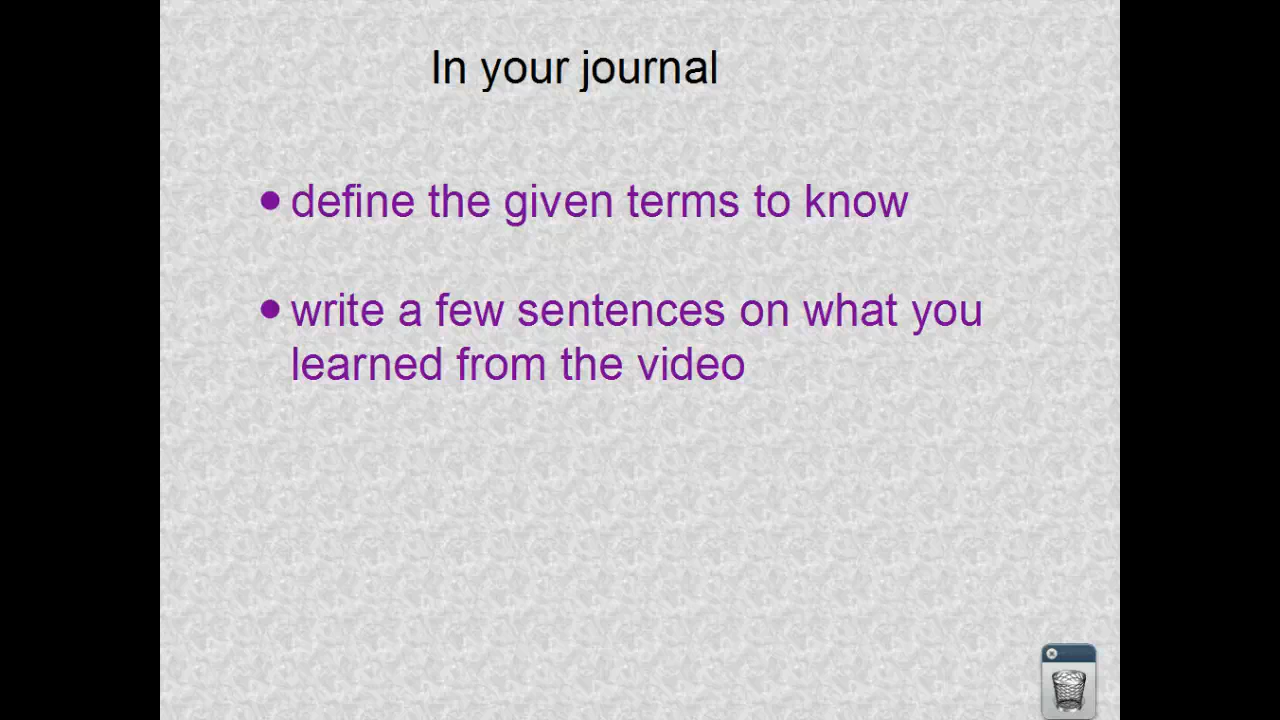 In your journal
• define the given terms to know
• write a few sentences on what you
learned from the video